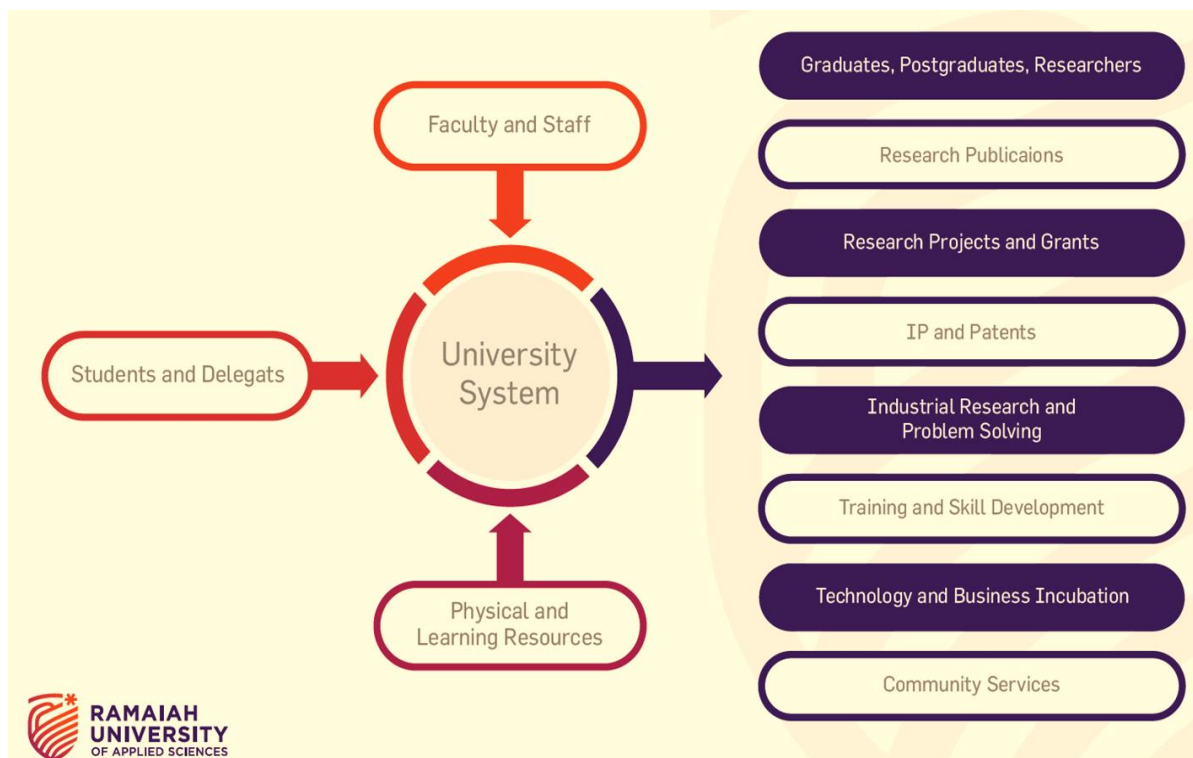 Faculty and Staff
Students and Delegats
University
System
Physical and
Learning Resources
Graduates, Postgraduates, Researchers
Research Publicaions
Research Projects and Grants
IP and Patents
Industrial Research and
Problem Solving
Training and Skill Development
Technology and Business Incubation
Community Services
RAMAIAH
UNIVERSITY
OF APPLIED SCIENCES